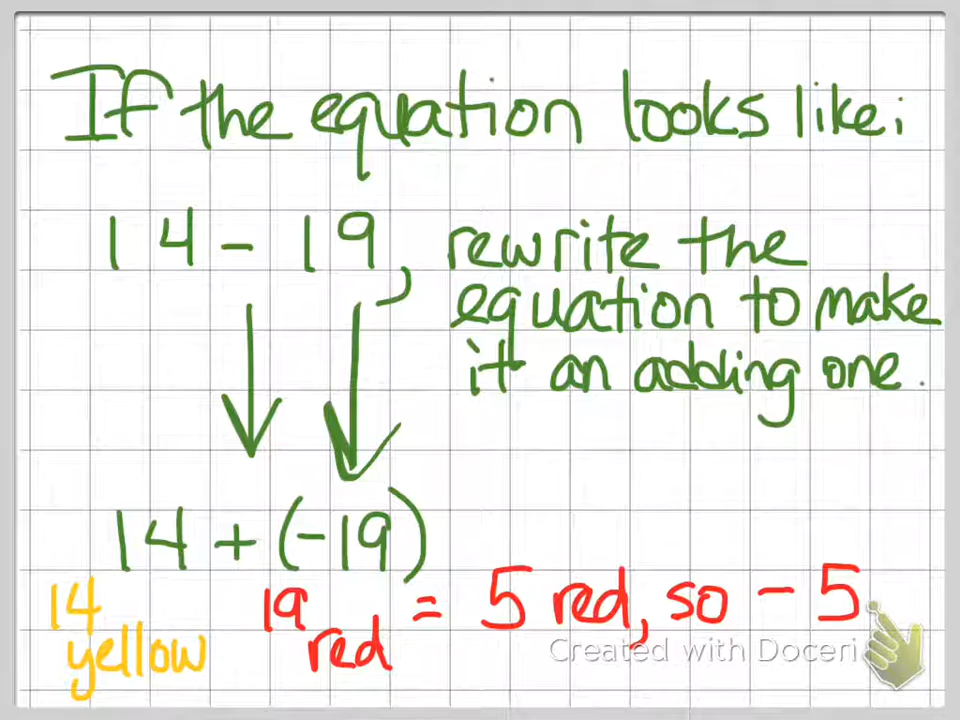 If the equation looks like:
14 - 19, rewrite the
equation to make
it an adding one.
14 + (-19)
14 yellow 19 red = 5 red, so - 5
Created with Doceri